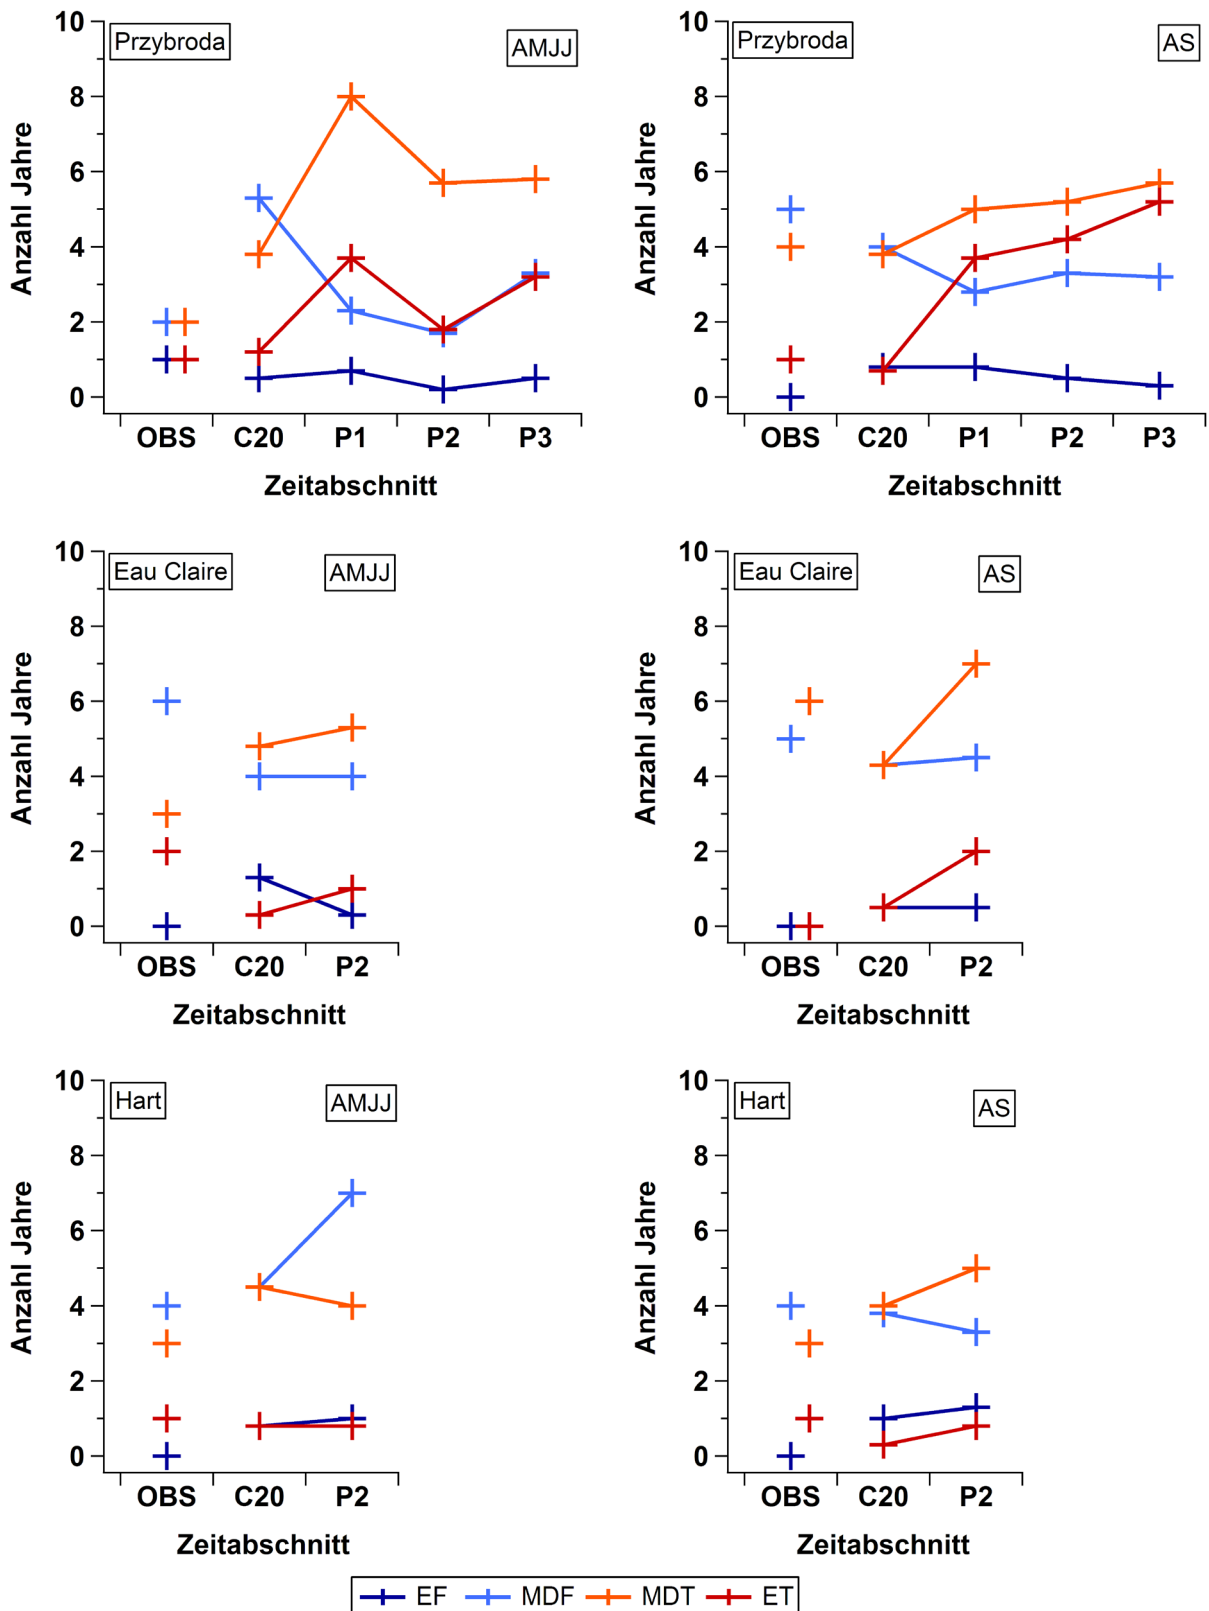 Przybroda AMJJ
10
8
6
4
2
0
Anzahl Jahre
OBS C20 P1 P2 P3
Zeitabschnitt
Przybroda AS
10
8
6
4
2
0
Anzahl Jahre
OBS C20 P1 P2 P3
Zeitabschnitt
Eau Claire AMJJ
10
8
6
4
2
0
Anzahl Jahre
OBS C20 P2
Zeitabschnitt
Eau Claire AS
10
8
6
4
2
0
Anzahl Jahre
OBS C20 P2
Zeitabschnitt
Hart AMJJ
10
8
6
4
2
0
Anzahl Jahre
OBS C20 P2
Zeitabschnitt
Hart AS
10
8
6
4
2
0
Anzahl Jahre
OBS C20 P2
Zeitabschnitt
EF MDF MDT ET